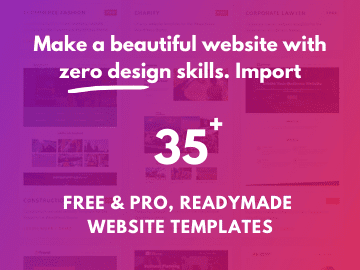 Make a beautiful website with
zero design skills. Import
35+
FREE & PRO, READYMADE
WEBSITE TEMPLATES